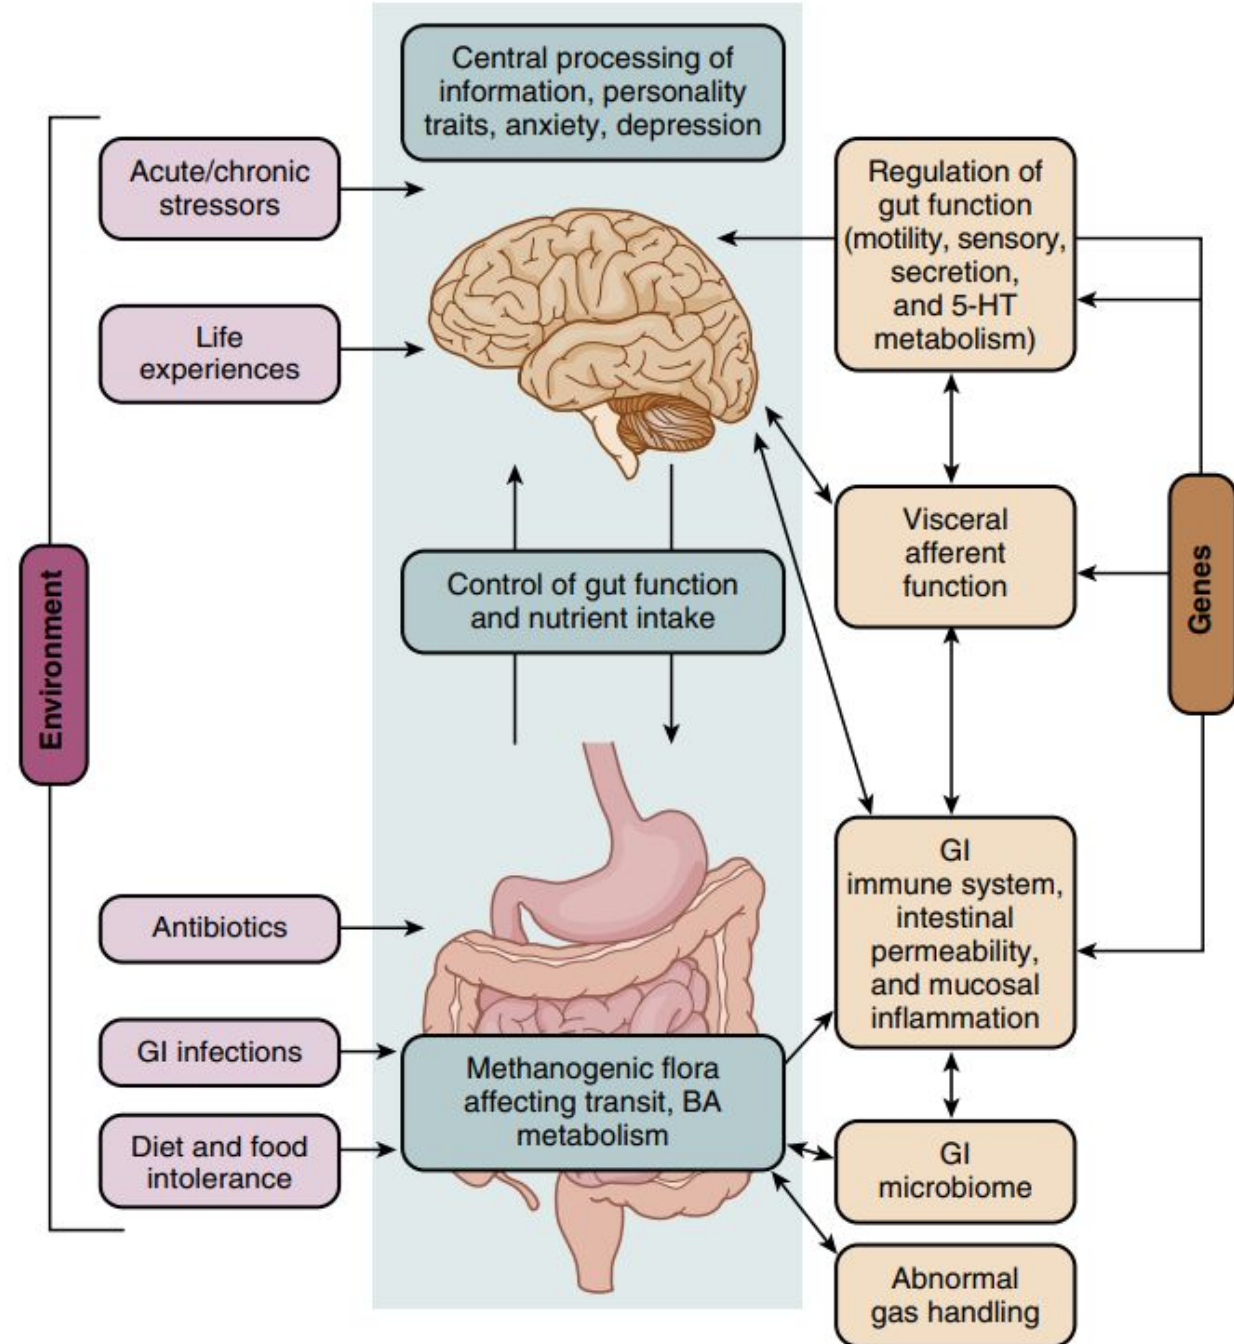 Central processing of
information, personality
traits, anxiety, depression
Acute/chronic
stressors
Life
experiences
Environment
Control of gut function
and nutrient intake
Antibiotics
GI infections
Diet and food
intolerance
Methanogenic flora
affecting transit, BA
metabolism
Regulation of
gut function
(motility, sensory,
secretion,
and 5-HT
metabolism)
Visceral
afferent
function
Genes
GI
immune system,
intestinal
permeability,
and mucosal
inflammation
GI
microbiome
Abnormal
gas handling